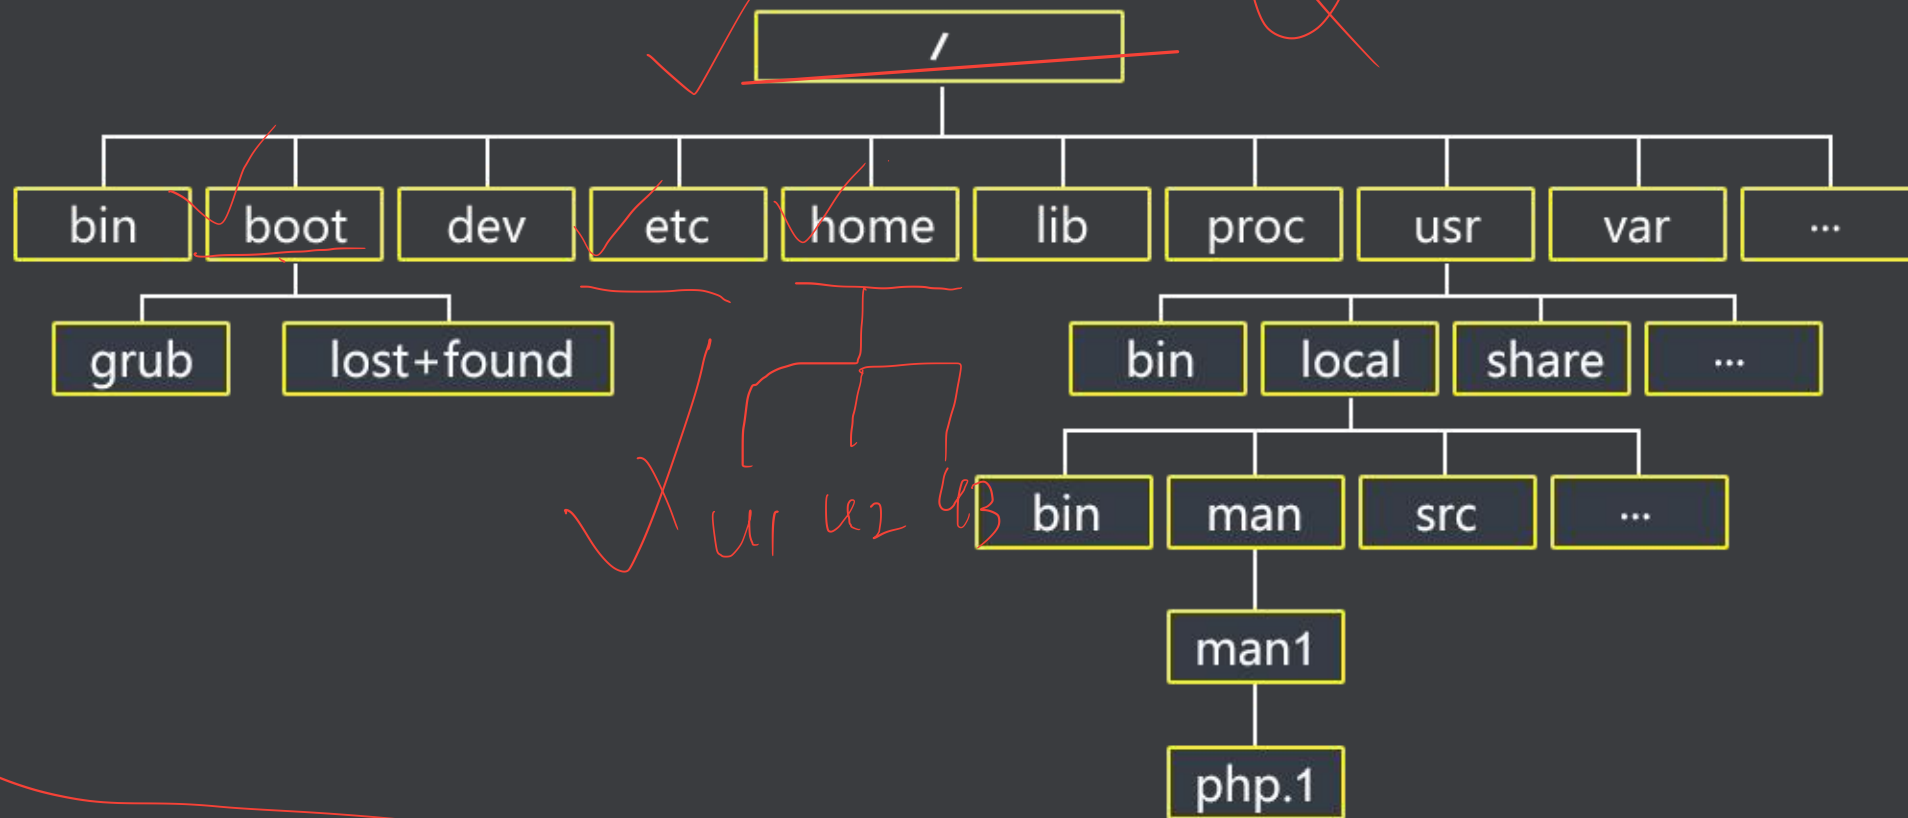 /
bin boot dev etc home lib proc usr var ...
grub lost+found bin local share ...
u1 u2 u3 bin man src ...
man1
php.1